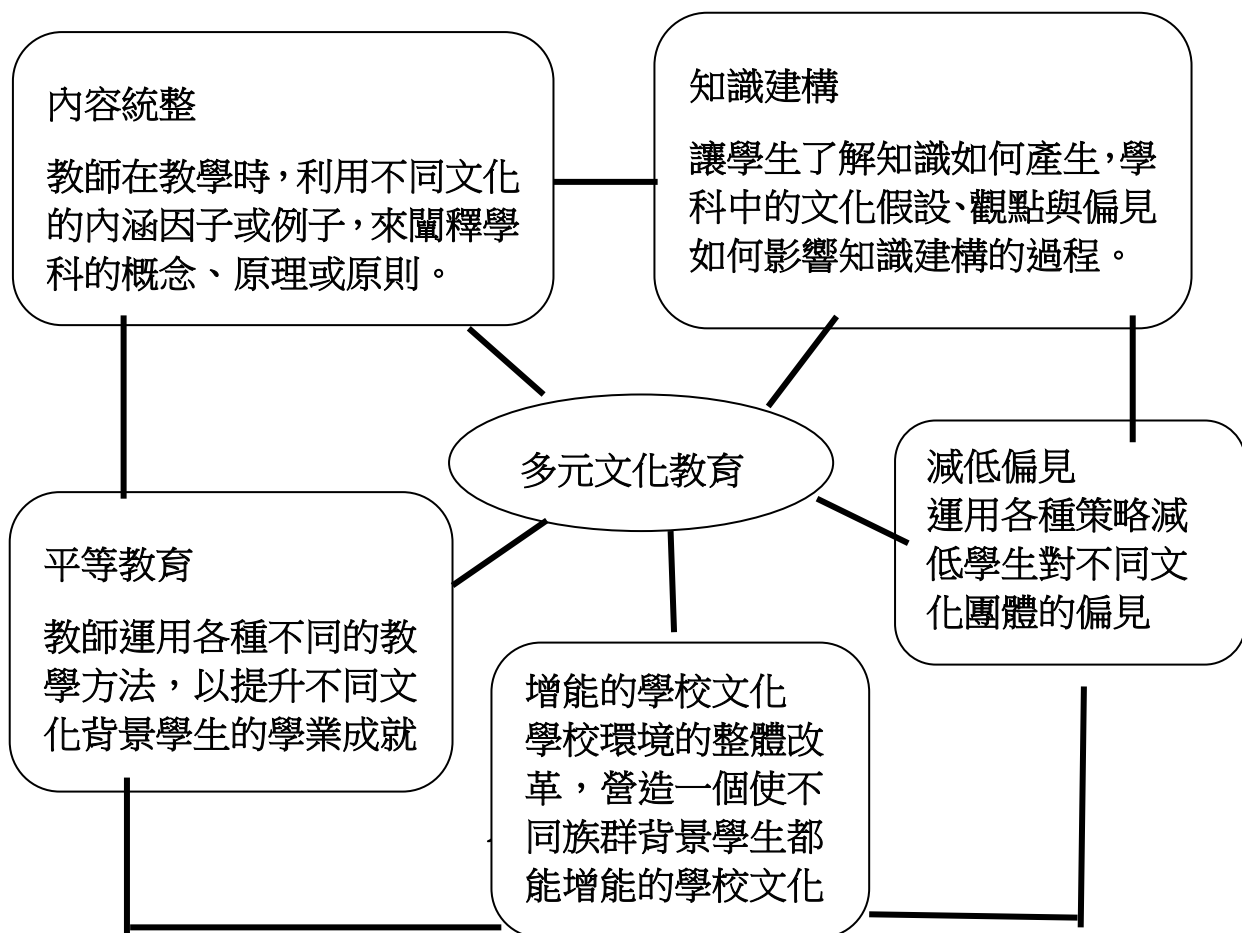 內容統整
教師在教學時，利用不同文化
的內涵因子或例子，來闡釋學
科的概念、原理或原則。
知識建構
讓學生了解知識如何產生，學
科中的文化假設、觀點與偏見
如何影響知識建構的過程。
多元文化教育
減低偏見
運用各種策略減
低學生對不同文
化團體的偏見
平等教育
教師運用各種不同的教
學方法，以提升不同文
化背景學生的學業成就
增能的學校文化
學校環境的整體改
革，營造一個使不
同族群背景學生都
能增能的學校文化